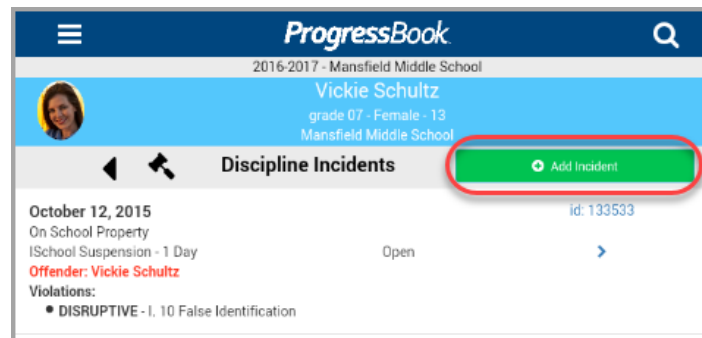 ProgressBook
2016-2017 - Mansfield Middle School
Vickie Schultz
grade 07 - Female - 13
Mansfield Middle School
Discipline Incidents
Add Incident
October 12, 2015
id: 133533
On School Property
ISchool Suspension - 1 Day
Open
Offender: Vickie Schultz
Violations:
• DISRUPTIVE - I. 10 False Identification